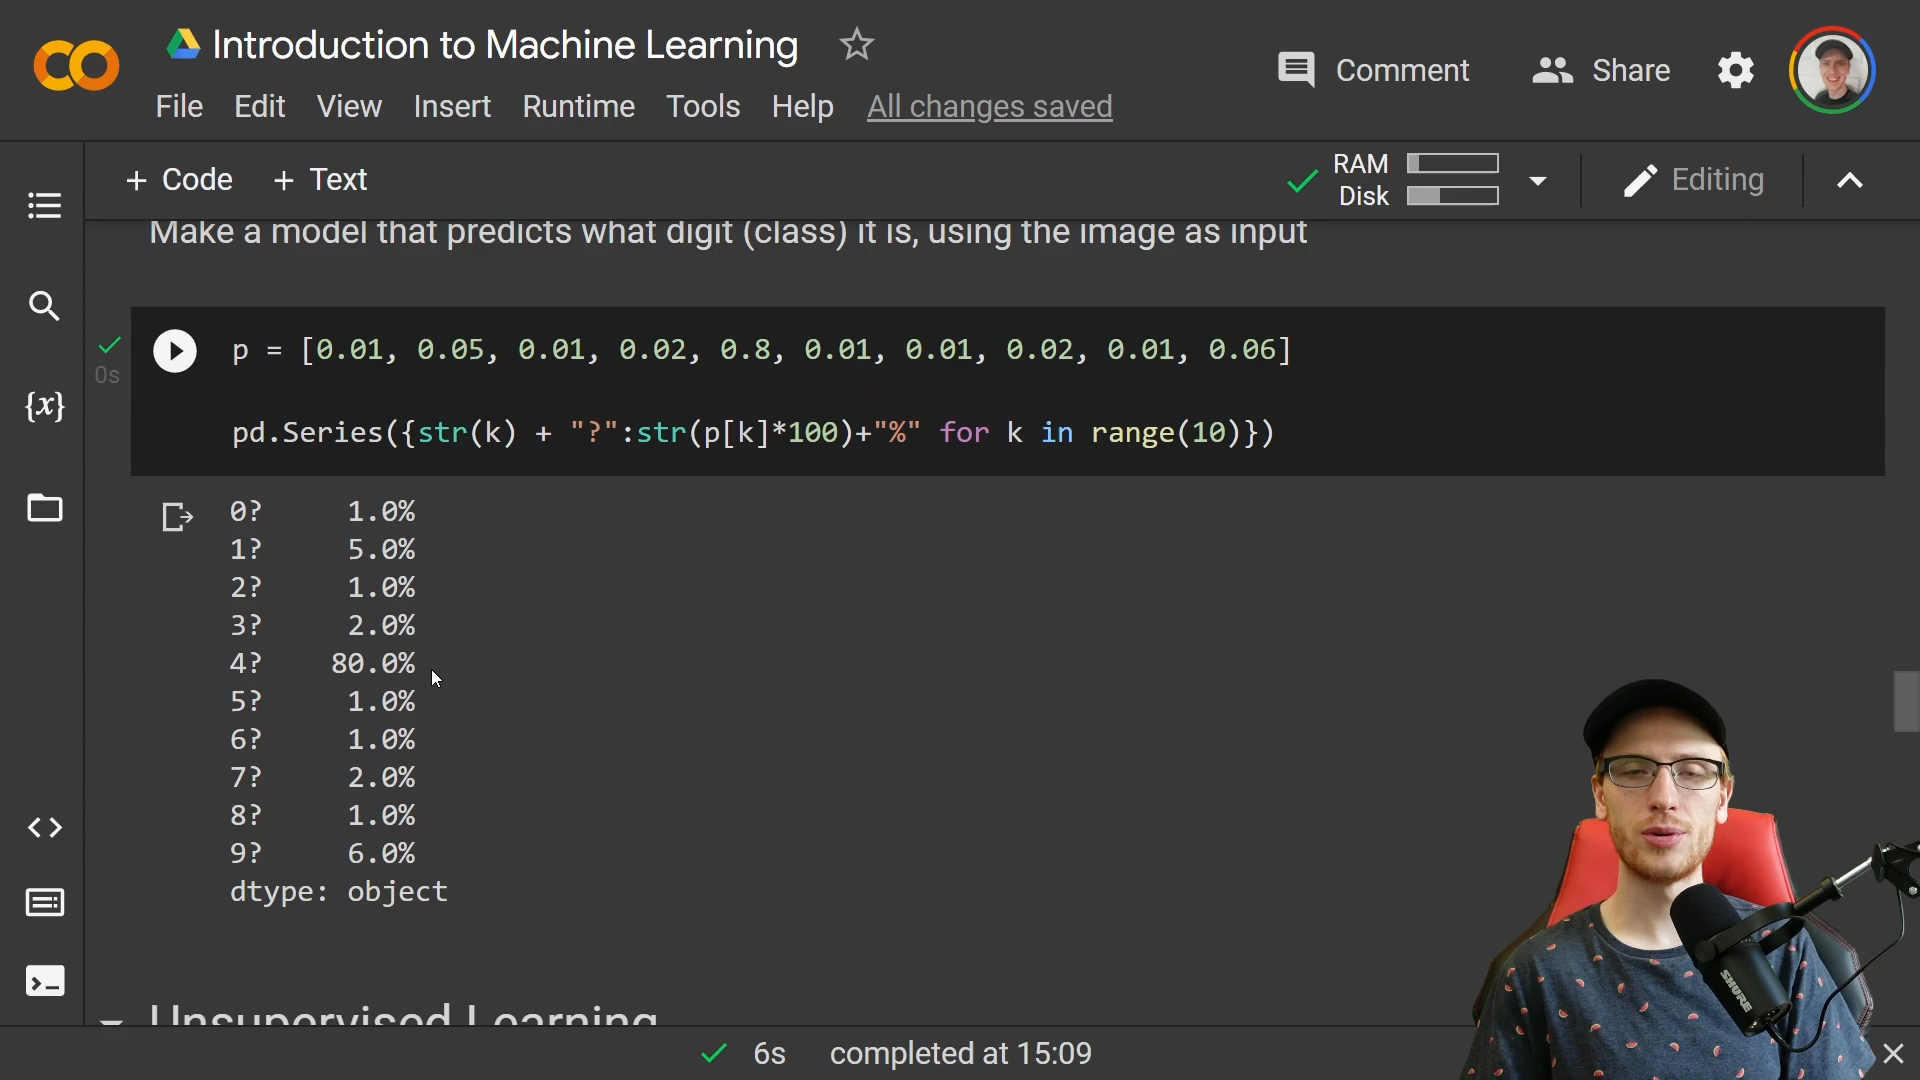 Introduction to Machine Learning
File Edit View Insert Runtime Tools Help All changes saved
Comment Share
+ Code + Text
RAM
Disk
Editing
Make a model that predicts what digit (class) it is, using the image as input
0s
p = [0.01, 0.05, 0.01, 0.02, 0.8, 0.01, 0.01, 0.02, 0.01, 0.06]
pd.Series({str(k) + "?":str(p[k]*100)+"%" for k in range(10)})
0? 1.0%
1? 5.0%
2? 1.0%
3? 2.0%
4? 80.0%
5? 1.0%
6? 1.0%
7? 2.0%
8? 1.0%
9? 6.0%
dtype: object
Unsupervised Learning
6s completed at 15:09
SHURE